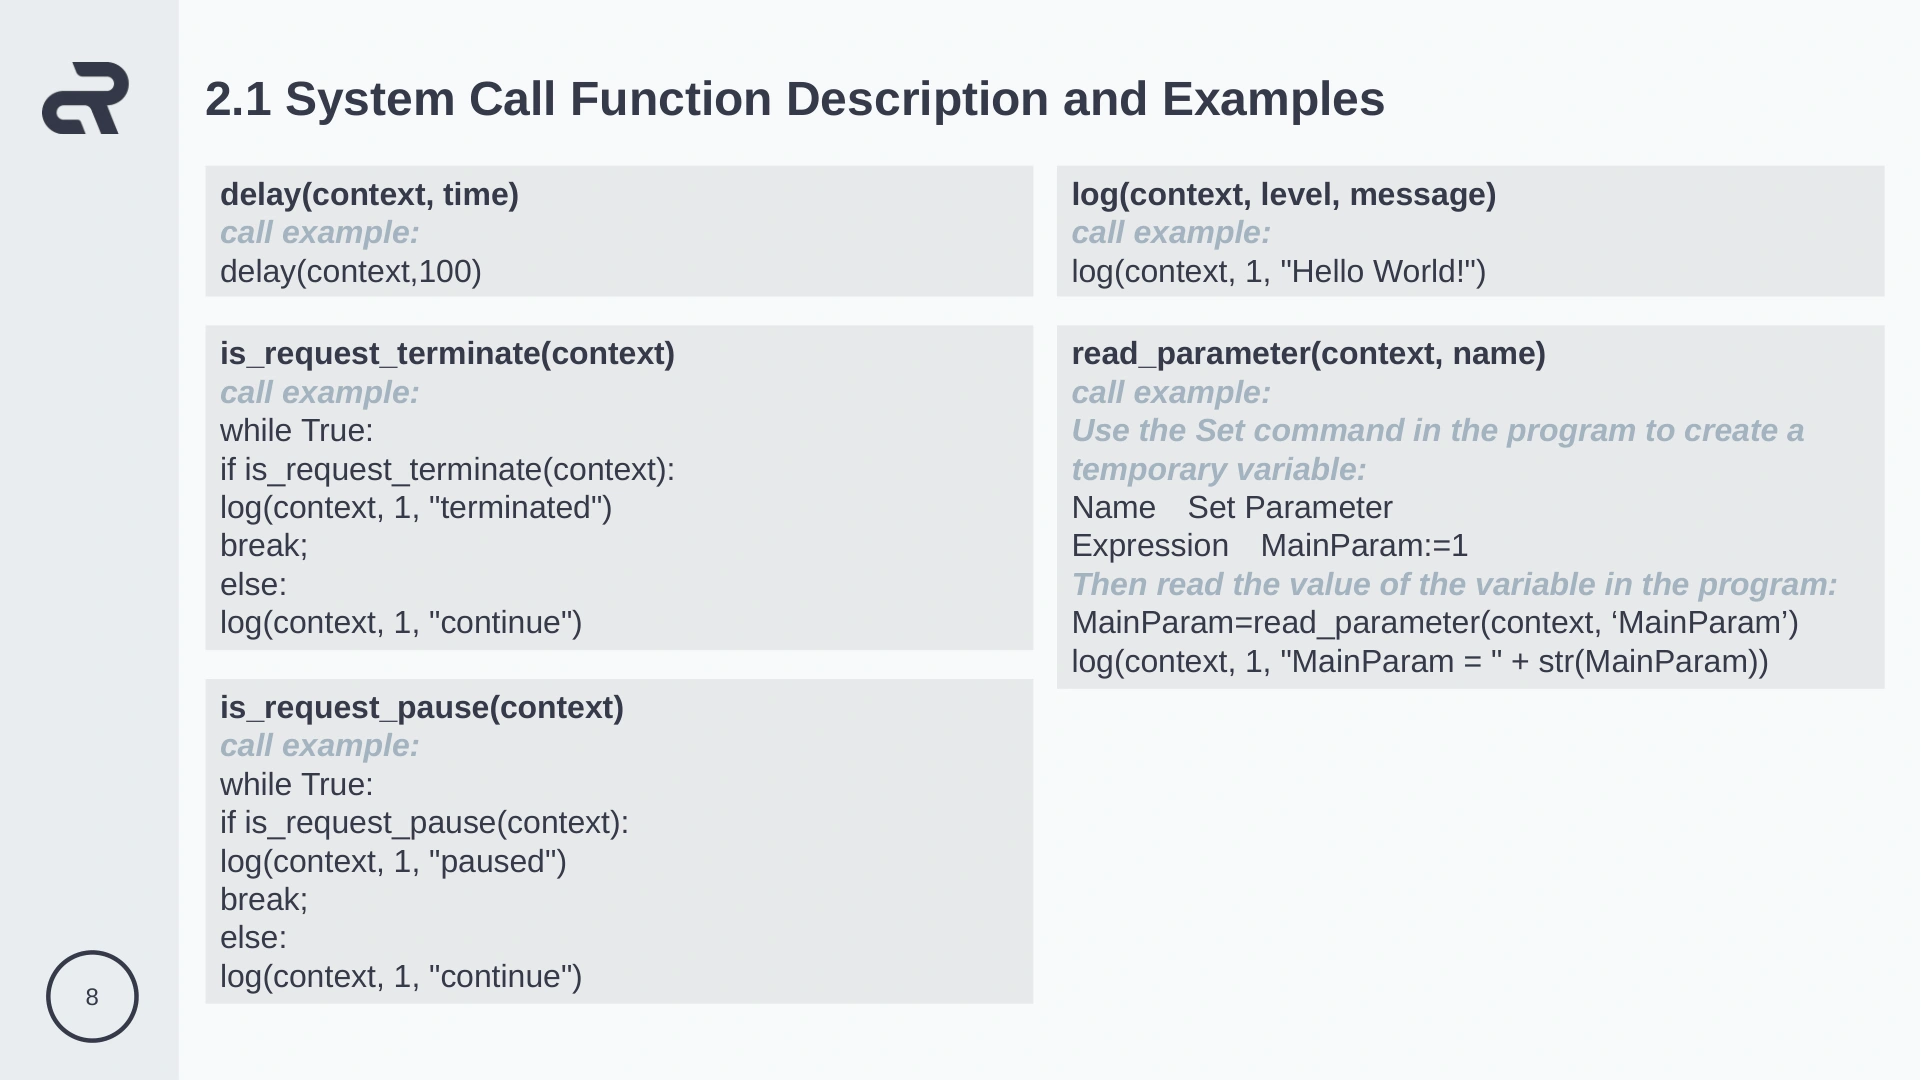 2.1 System Call Function Description and Examples
delay(context, time)
call example:
delay(context,100)
is_request_terminate(context)
call example:
while True:
if is_request_terminate(context):
log(context, 1, "terminated")
break;
else:
log(context, 1, "continue")
is_request_pause(context)
call example:
while True:
if is_request_pause(context):
log(context, 1, "paused")
break;
else:
log(context, 1, "continue")
log(context, level, message)
call example:
log(context, 1, "Hello World!")
read_parameter(context, name)
call example:
Use the Set command in the program to create a
temporary variable:
Name    Set Parameter
Expression    MainParam:=1
Then read the value of the variable in the program:
MainParam=read_parameter(context, ‘MainParam’)
log(context, 1, "MainParam = " + str(MainParam))
8